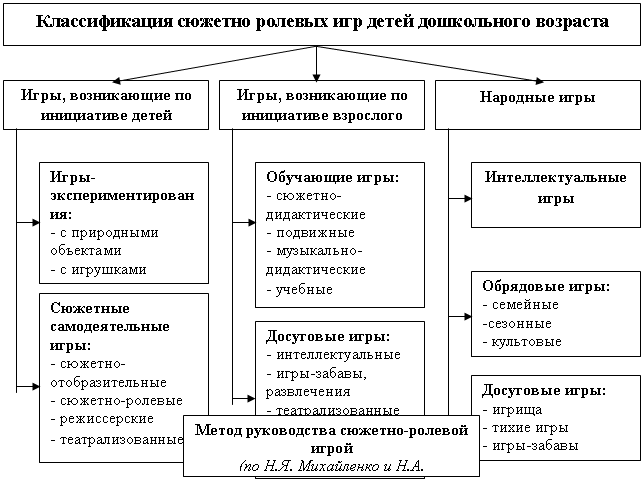 Классификация сюжетно ролевых игр детей дошкольного возраста
Игры, возникающие по
инициативе детей
Игры, возникающие по
инициативе взрослого
Народные игры
Игры-
экспериментирован
ия:
- с природными
объектами
- с игрушками
Сюжетные
самодеятельные
игры:
- сюжетно-
отобразительные
- сюжетно-ролевые
- режиссерские
- театрализованные
Обучающие игры:
- сюжетно-
дидактические
- подвижные
- музыкально-
дидактические
- учебные
Досуговые игры:
- интеллектуальные
- игры-забавы,
развлечения
- театрализованные
Интеллектуальные
игры
Обрядовые игры:
- семейные
-сезонные
- культовые
Досуговые игры:
- игрища
- тихие игры
- игры-забавы
Метод руководства сюжетно-ролевой
игрой
(по Н.Я. Михайленко и Н.А.